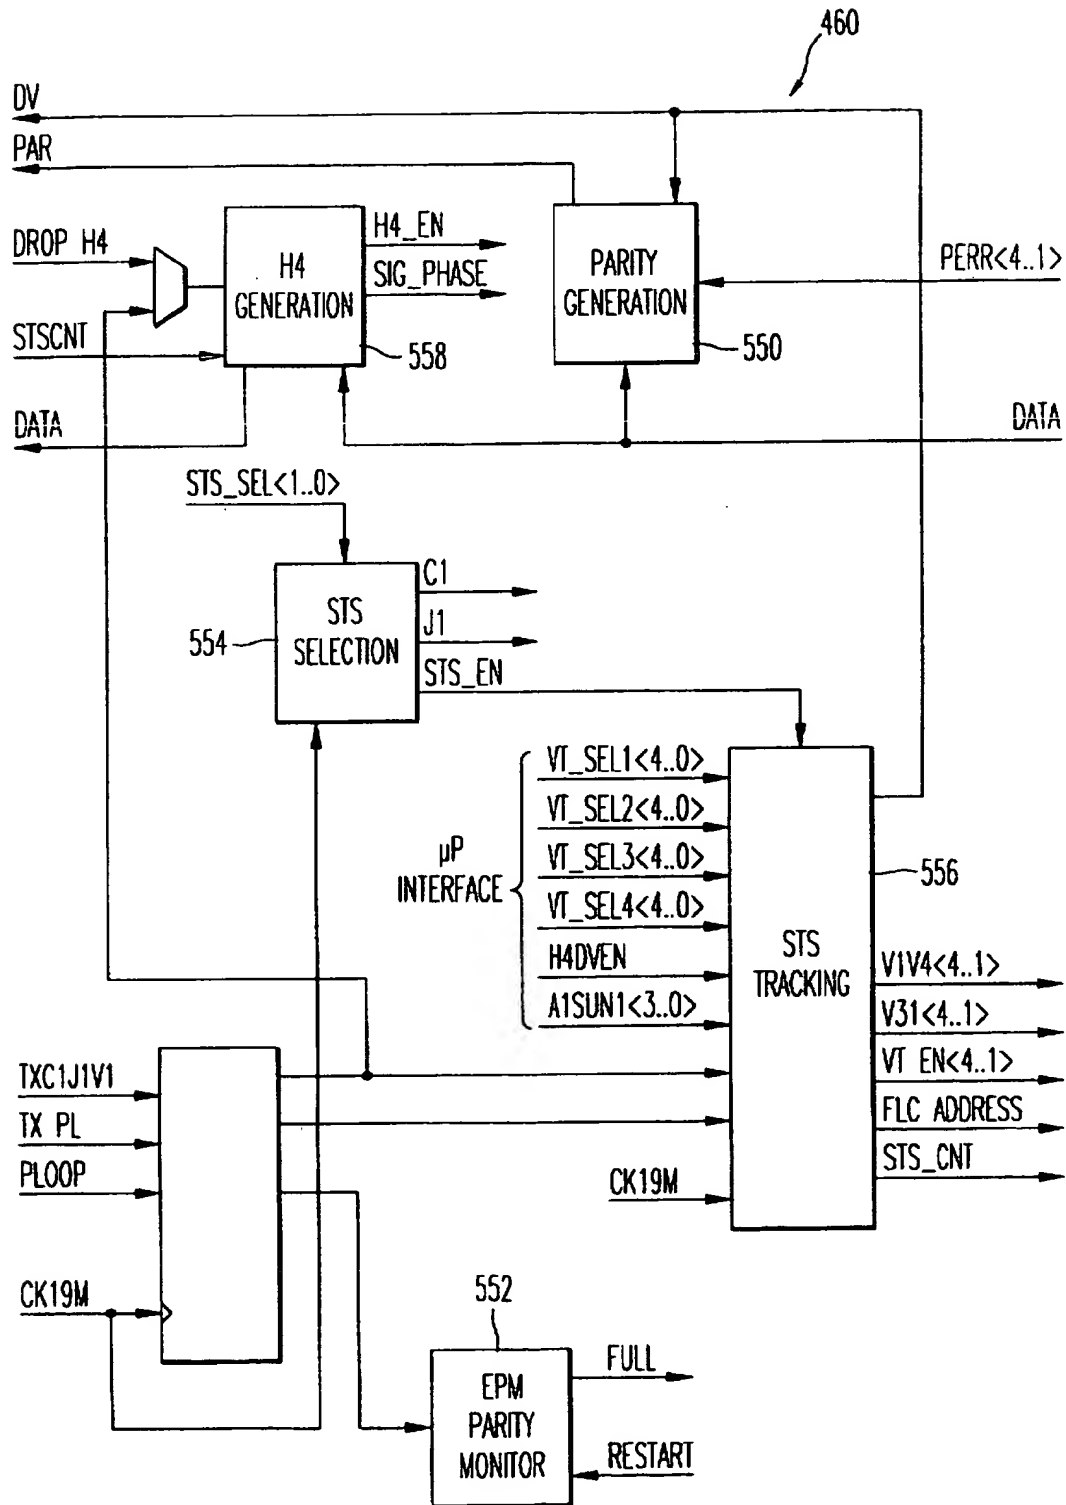 460
DV
PAR
DROP H4
H4 GENERATION
H4_EN
SIG_PHASE
STSCNT
558
PARITY GENERATION
PERR<4..1>
550
DATA
DATA
STS_SEL<1..0>
STS SELECTION
554
C1
J1
STS_EN
µP INTERFACE
VT_SEL1<4..0>
VT_SEL2<4..0>
VT_SEL3<4..0>
VT_SEL4<4..0>
H4DVEN
A1SUN1<3..0>
STS TRACKING
556
V1V4<4..1>
V31<4..1>
VT EN<4..1>
FLC ADDRESS
STS_CNT
TXC1J1V1
TX PL
PLOOP
CK19M
CK19M
552
EPM PARITY MONITOR
FULL
RESTART